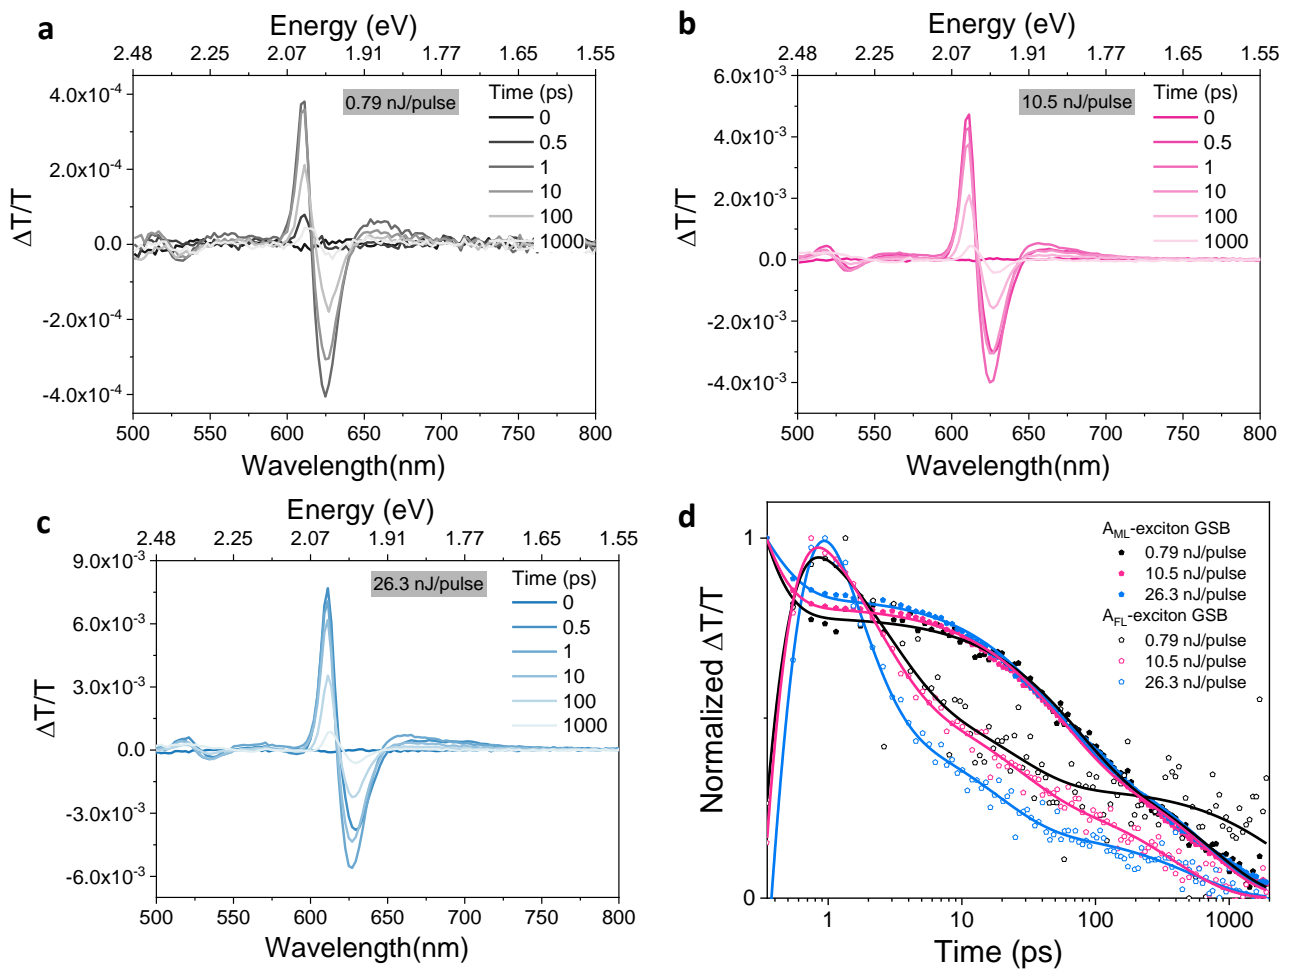 a
Energy (eV)
2.48 2.25 2.07 1.91 1.77 1.65 1.55
0.79 nJ/pulse
Time (ps)
0
0.5
1
10
100
1000
4.0x10⁻⁴
2.0x10⁻⁴
0.0
-2.0x10⁻⁴
-4.0x10⁻⁴
ΔT/T
500 550 600 650 700 750 800
Wavelength(nm)
b
Energy (eV)
2.48 2.25 2.07 1.91 1.77 1.65 1.55
10.5 nJ/pulse
Time (ps)
0
0.5
1
10
100
1000
6.0x10⁻³
4.0x10⁻³
2.0x10⁻³
0.0
-2.0x10⁻³
-4.0x10⁻³
ΔT/T
500 550 600 650 700 750 800
Wavelength(nm)
c
Energy (eV)
2.48 2.25 2.07 1.91 1.77 1.65 1.55
26.3 nJ/pulse
Time (ps)
0
0.5
1
10
100
1000
9.0x10⁻³
6.0x10⁻³
3.0x10⁻³
0.0
-3.0x10⁻³
-6.0x10⁻³
ΔT/T
500 550 600 650 700 750 800
Wavelength(nm)
d
A_ML-exciton GSB
0.79 nJ/pulse
10.5 nJ/pulse
26.3 nJ/pulse
A_FL-exciton GSB
0.79 nJ/pulse
10.5 nJ/pulse
26.3 nJ/pulse
1
0
Normalized ΔT/T
1 10 100 1000
Time (ps)